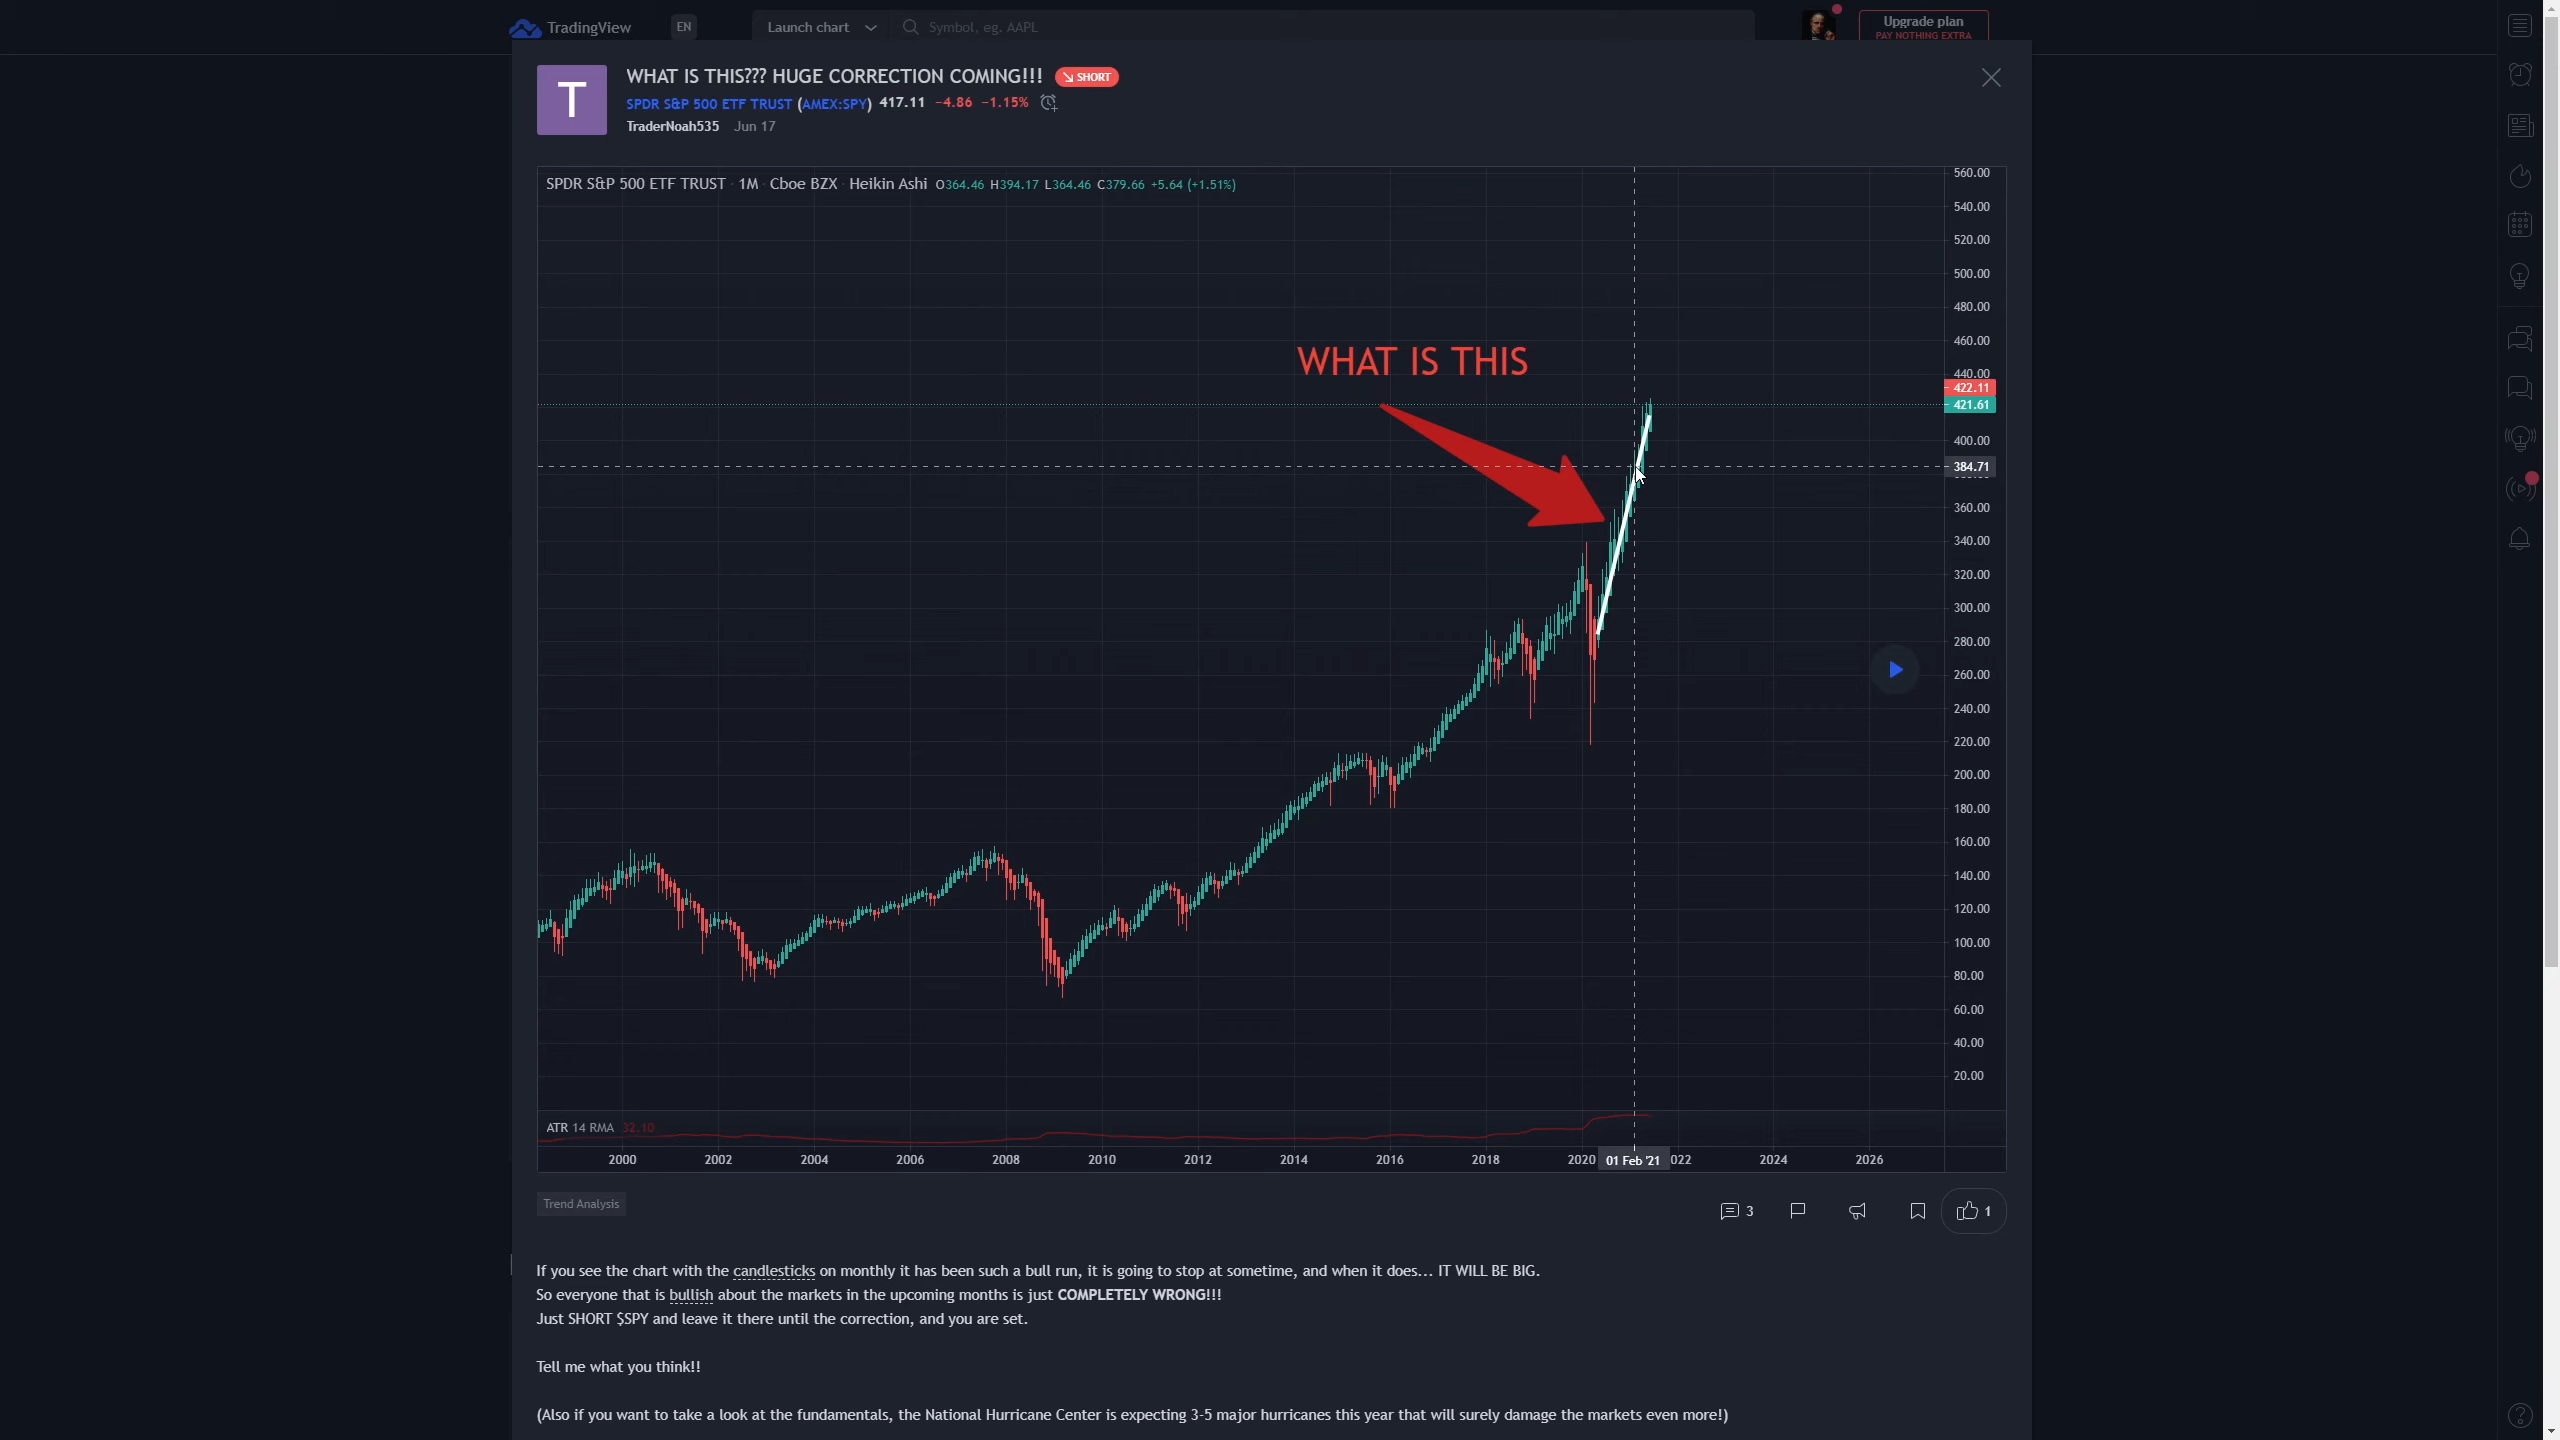 TradingView EN Launch chart Symbol, eg. AAPL Upgrade plan
PAY NOTHING EXTRA
T
WHAT IS THIS??? HUGE CORRECTION COMING!!! SHORT
SPDR S&P 500 ETF TRUST (AMEX:SPY) 417.11 −4.86 −1.15%
TraderNoah535 Jun 17
SPDR S&P 500 ETF TRUST · 1M · Cboe BZX · Heikin Ashi O364.46 H394.17 L364.46 C379.66 +5.64 (+1.51%)
560.00
540.00
520.00
500.00
480.00
460.00
WHAT IS THIS
440.00
422.11
421.61
400.00
384.71
360.00
340.00
320.00
300.00
280.00
260.00
240.00
220.00
200.00
180.00
160.00
140.00
120.00
100.00
80.00
60.00
40.00
20.00
ATR 14 RMA 32.10
2000 2002 2004 2006 2008 2010 2012 2014 2016 2018 2020 01 Feb '21 022 2024 2026
Trend Analysis
3 1
If you see the chart with the candlesticks on monthly it has been such a bull run, it is going to stop at sometime, and when it does... IT WILL BE BIG.
So everyone that is bullish about the markets in the upcoming months is just COMPLETELY WRONG!!!
Just SHORT $SPY and leave it there until the correction, and you are set.
Tell me what you think!!
(Also if you want to take a look at the fundamentals, the National Hurricane Center is expecting 3-5 major hurricanes this year that will surely damage the markets even more!)